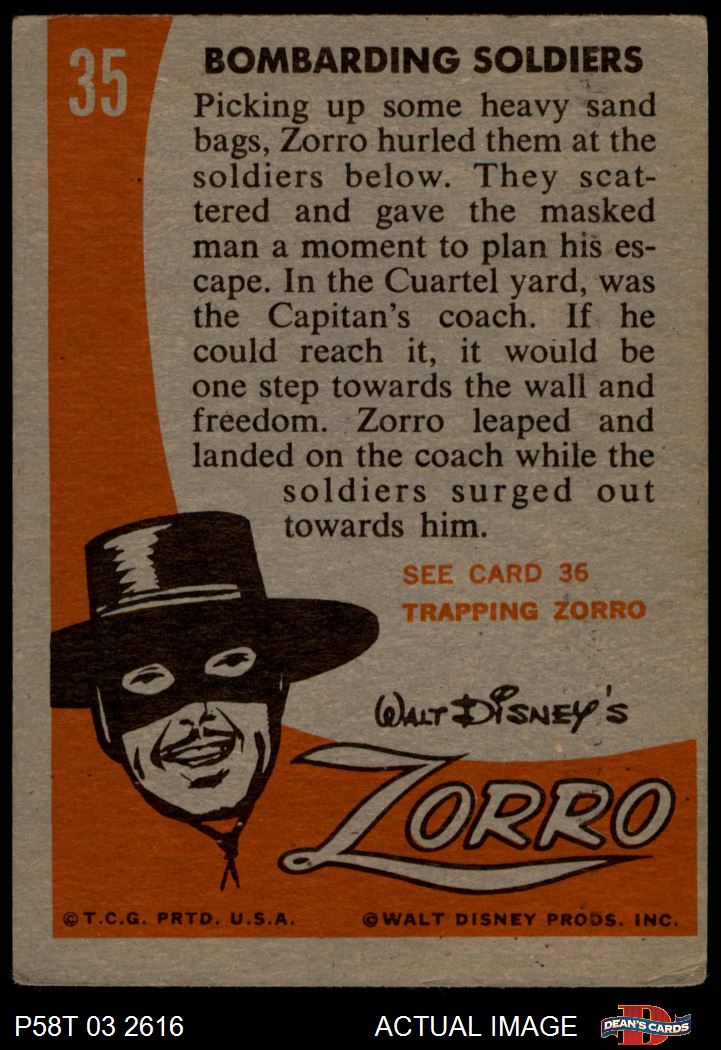 35
BOMBARDING SOLDIERS
Picking up some heavy sand
bags, Zorro hurled them at the
soldiers below. They scat-
tered and gave the masked
man a moment to plan his es-
cape. In the Cuartel yard, was
the Capitan's coach. If he
could reach it, it would be
one step towards the wall and
freedom. Zorro leaped and
landed on the coach while the
soldiers surged out
towards him.
SEE CARD 36
TRAPPING ZORRO
WALT DISNEY'S
ZORRO
© T.C.G. PRTD. U.S.A.
© WALT DISNEY PRODS. INC.
P58T 03 2616
ACTUAL IMAGE
D
DEAN'S CARDS